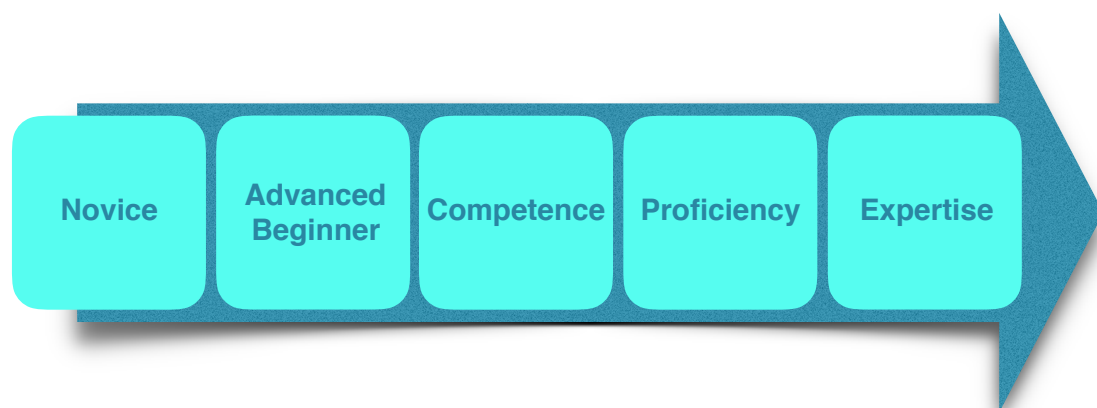 Novice
Advanced
Beginner
Competence
Proficiency
Expertise